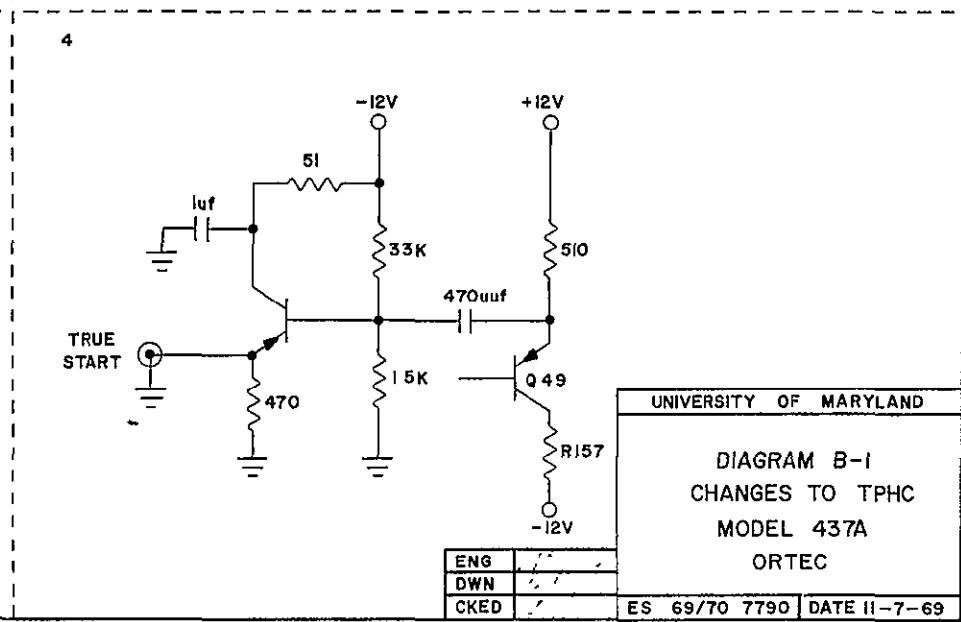 4
-12V
+12V
51
1uf
33K
510
470uuf
TRUE
START
15K
Q49
470
R157
-12V
UNIVERSITY OF MARYLAND
DIAGRAM B-1
CHANGES TO TPHC
MODEL 437A
ORTEC
ENG
DWN
CKED
ES 69/70 7790
DATE 11-7-69